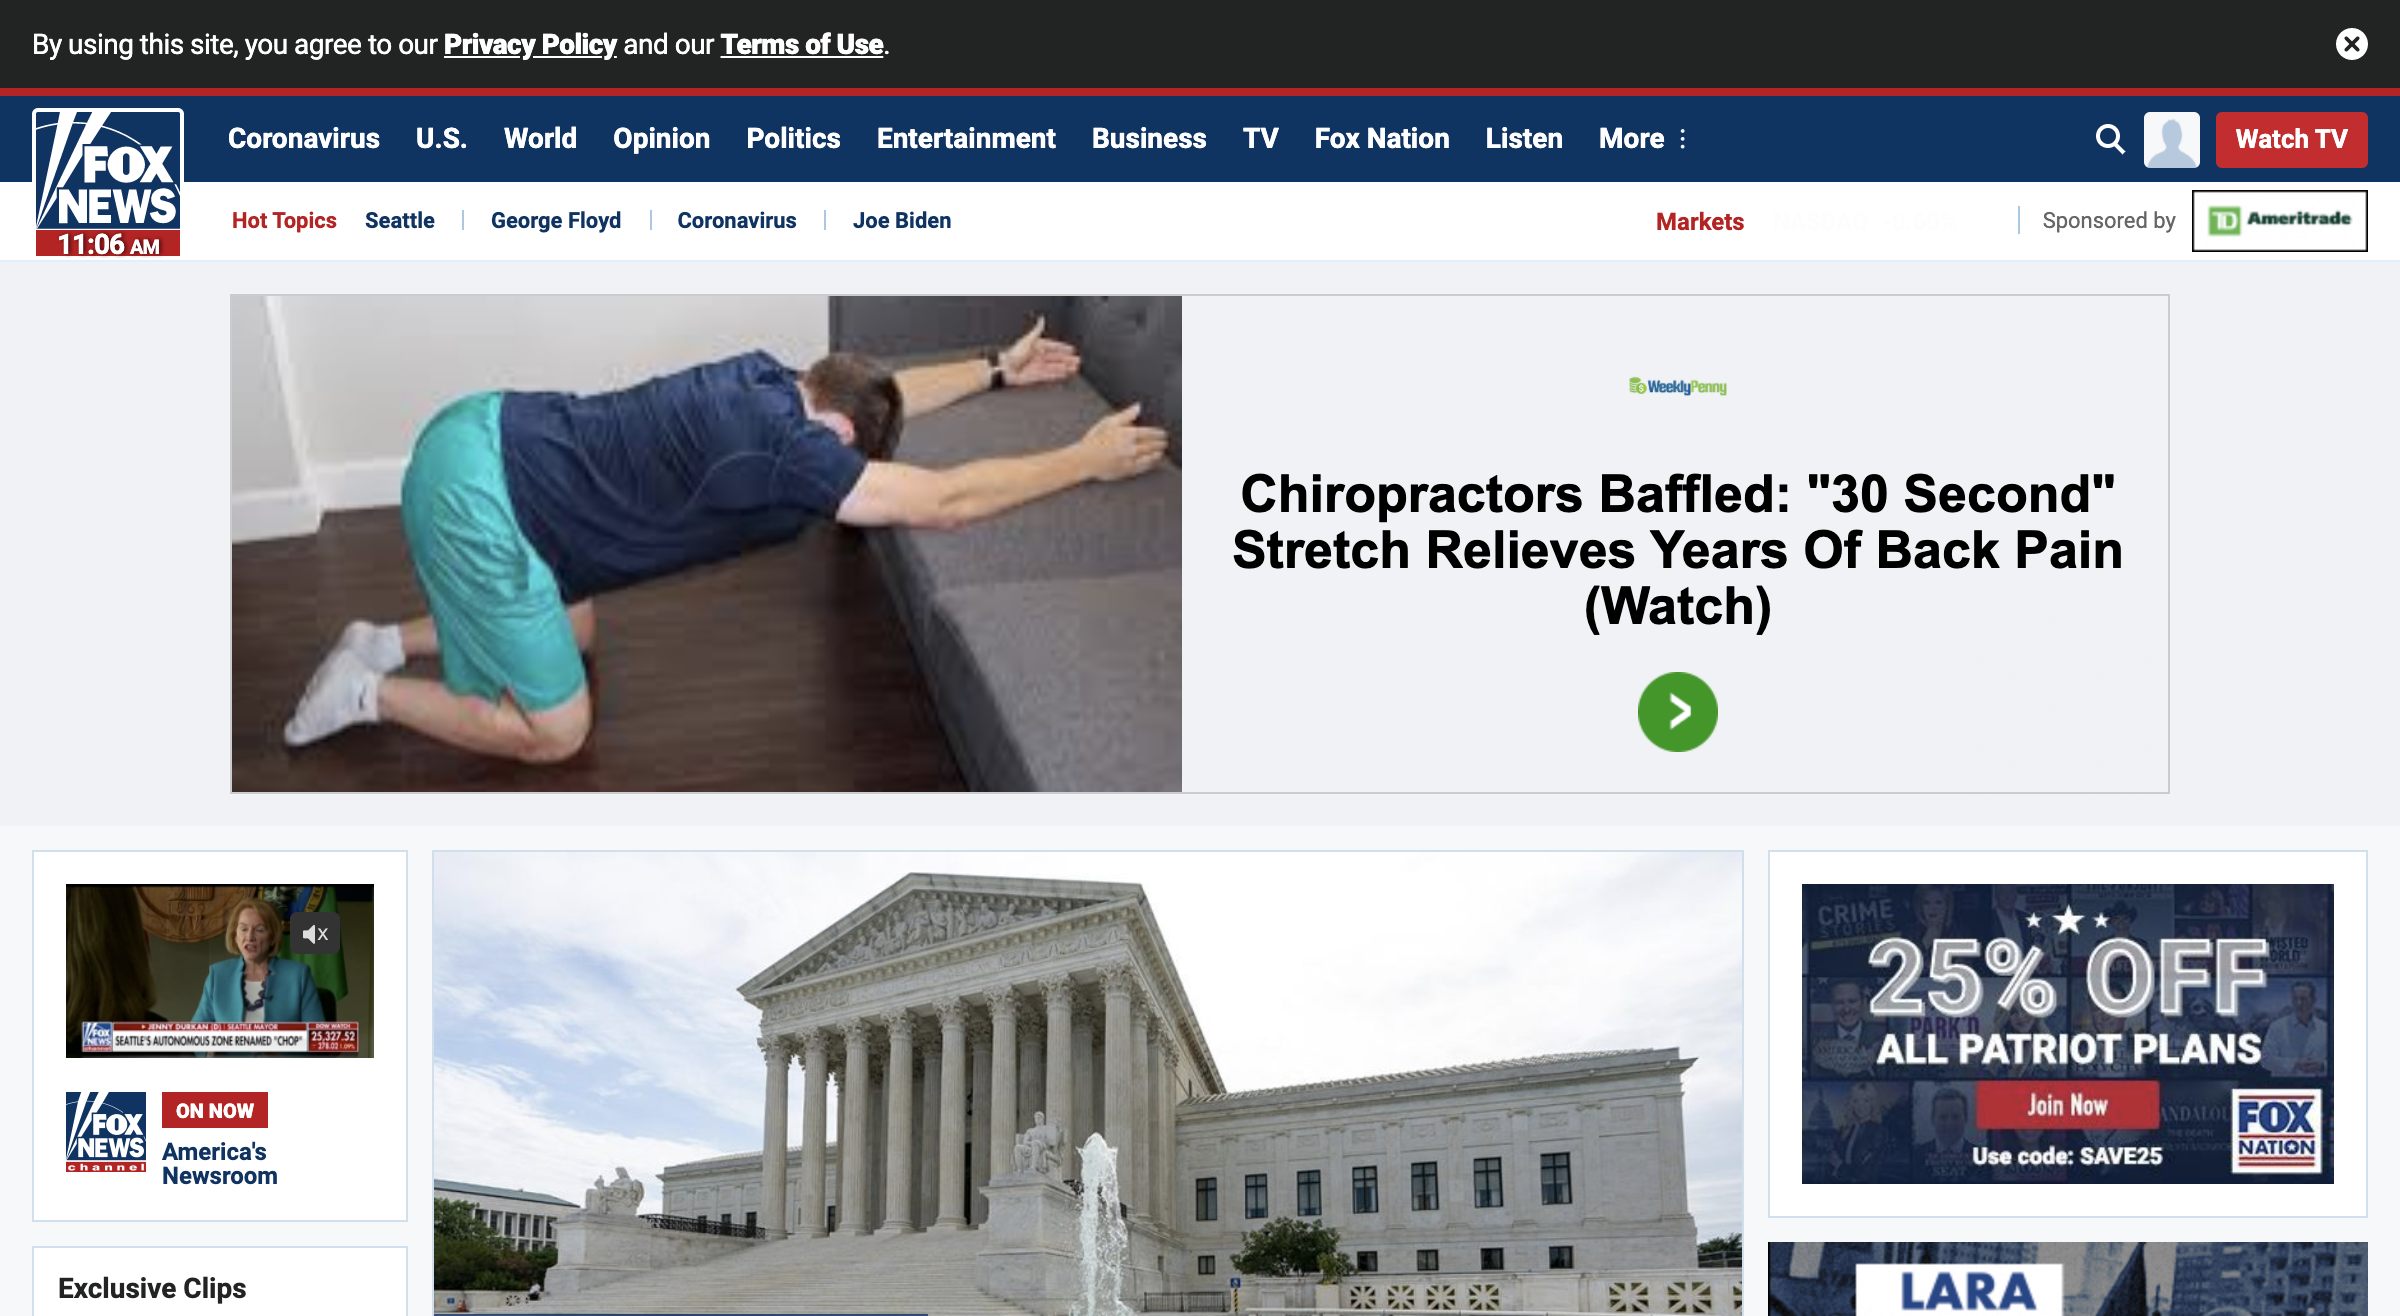 By using this site, you agree to our Privacy Policy and our Terms of Use.
FOX
NEWS
11:06 AM
Coronavirus U.S. World Opinion Politics Entertainment Business TV Fox Nation Listen More
Watch TV
Hot Topics Seattle George Floyd Coronavirus Joe Biden
Markets
Sponsored by
TD Ameritrade
WeeklyPenny
Chiropractors Baffled: "30 Second"
Stretch Relieves Years Of Back Pain
(Watch)
JENNY DURKAN (D) | SEATTLE MAYOR
SEATTLE'S AUTONOMOUS ZONE RENAMED "CHOP"
DOW WATCH
25,327.52
FOX
NEWS
channel
ON NOW
America's
Newsroom
Exclusive Clips
CRIME
STORIES
25% OFF
ALL PATRIOT PLANS
Join Now
Use code: SAVE25
FOX
NATION
LARA